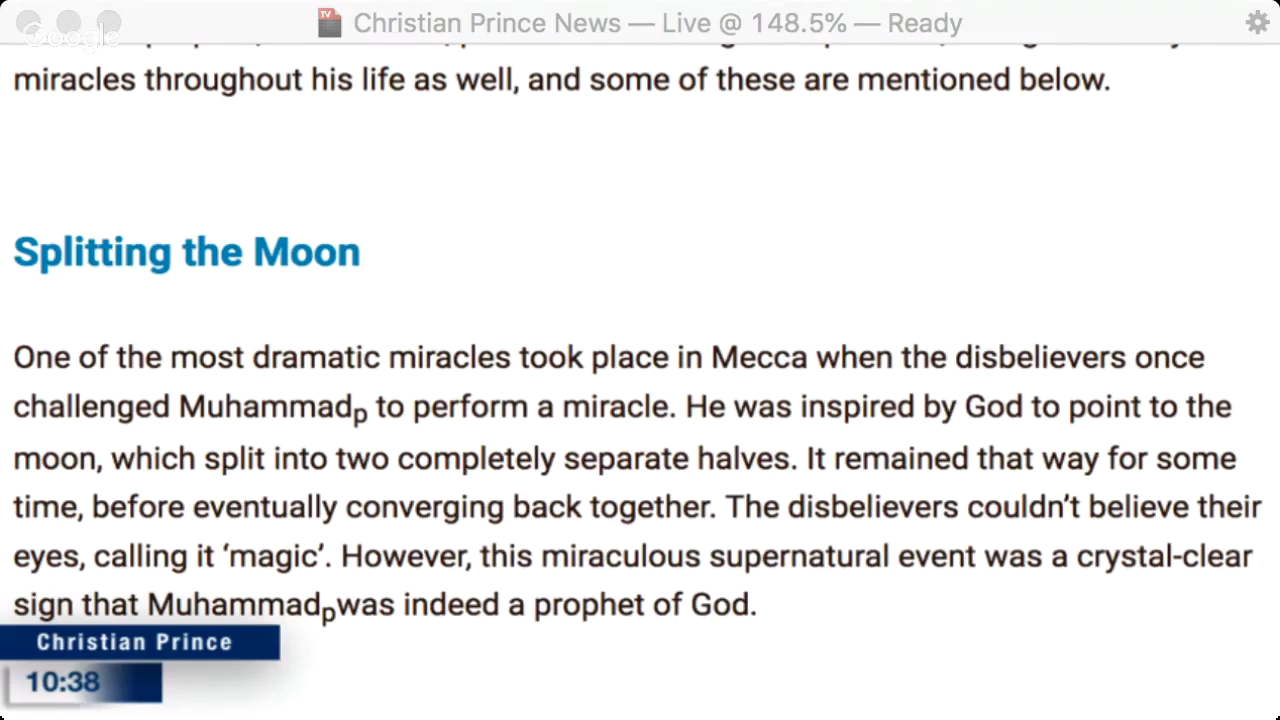 Christian Prince News — Live @ 148.5% — Ready
Google
miracles throughout his life as well, and some of these are mentioned below.
Splitting the Moon
One of the most dramatic miracles took place in Mecca when the disbelievers once
challenged Muhammadp to perform a miracle. He was inspired by God to point to the
moon, which split into two completely separate halves. It remained that way for some
time, before eventually converging back together. The disbelievers couldn’t believe their
eyes, calling it ‘magic’. However, this miraculous supernatural event was a crystal-clear
sign that Muhammadpwas indeed a prophet of God.
Christian Prince
10:38